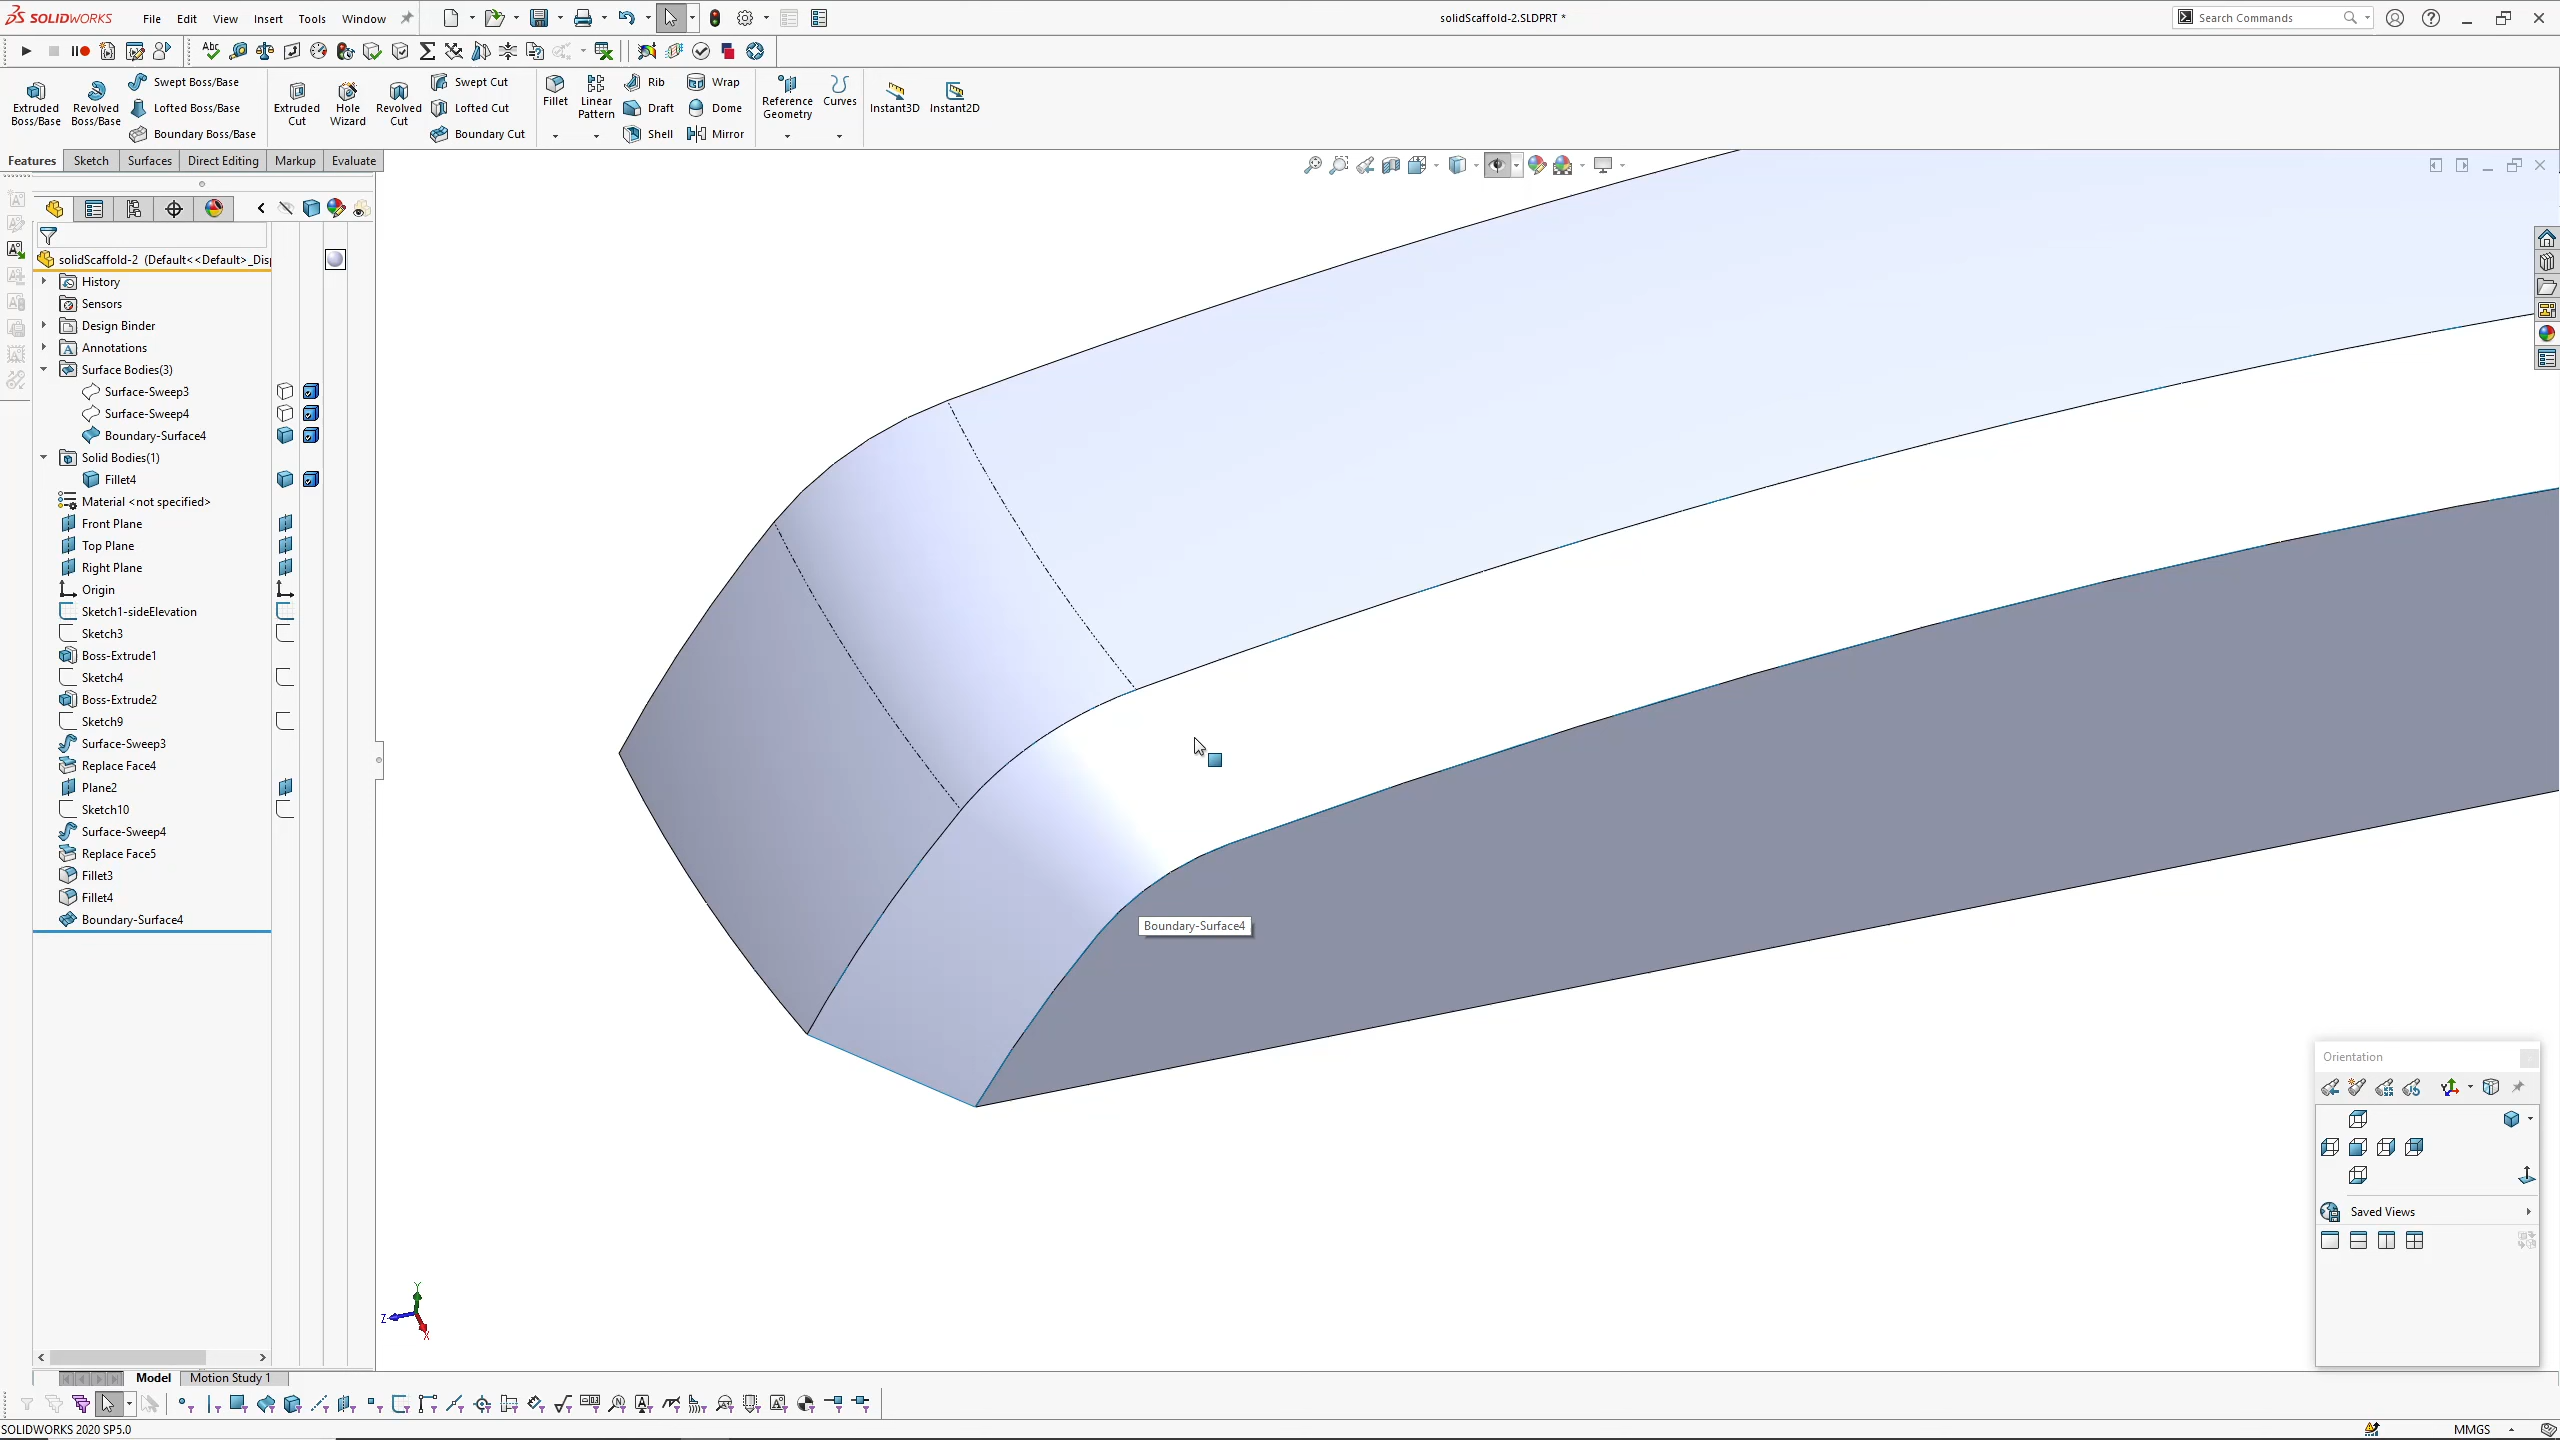 SOLIDWORKS File Edit View Insert Tools Window solidScaffold-2.SLDPRT * Search Commands
Extruded Boss/Base
Revolved Boss/Base
Swept Boss/Base
Lofted Boss/Base
Boundary Boss/Base
Extruded Cut
Hole Wizard
Revolved Cut
Swept Cut
Lofted Cut
Boundary Cut
Fillet
Linear Pattern
Rib
Draft
Shell
Wrap
Dome
Mirror
Reference Geometry
Curves
Instant3D
Instant2D
Features Sketch Surfaces Direct Editing Markup Evaluate
solidScaffold-2 (Default<<Default>_Disp
History
Sensors
Design Binder
Annotations
Surface Bodies(3)
Surface-Sweep3
Surface-Sweep4
Boundary-Surface4
Solid Bodies(1)
Fillet4
Material <not specified>
Front Plane
Top Plane
Right Plane
Origin
Sketch1-sideElevation
Sketch3
Boss-Extrude1
Sketch4
Boss-Extrude2
Sketch9
Surface-Sweep3
Replace Face4
Plane2
Sketch10
Surface-Sweep4
Replace Face5
Fillet3
Fillet4
Boundary-Surface4
Boundary-Surface4
Orientation
Saved Views
Y
Z
X
Model Motion Study 1
SOLIDWORKS 2020 SP5.0 MMGS